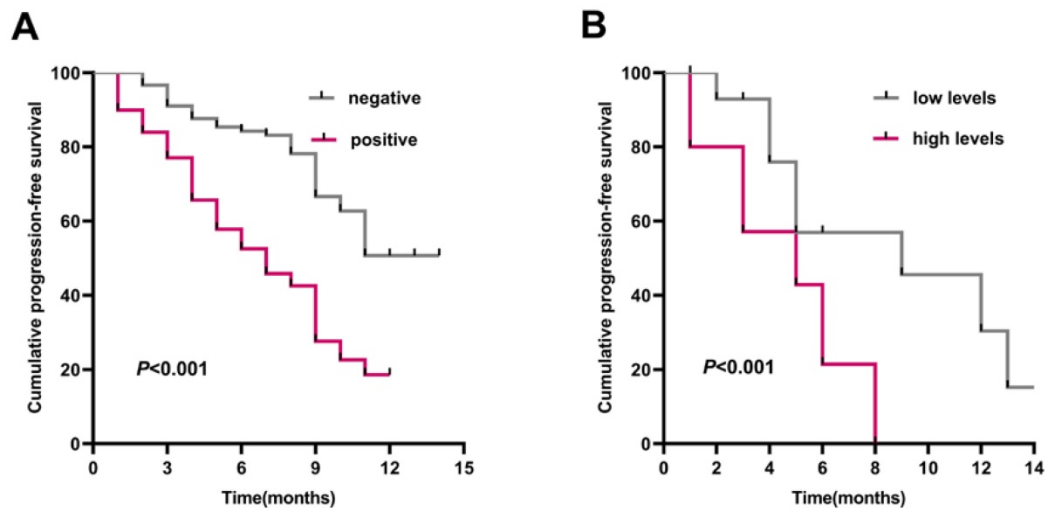 A
Cumulative progression-free survival
100
80
60
40
20
0
negative
positive
P<0.001
0 3 6 9 12 15
Time(months)
B
Cumulative progression-free survival
100
80
60
40
20
0
low levels
high levels
P<0.001
0 2 4 6 8 10 12 14
Time(months)